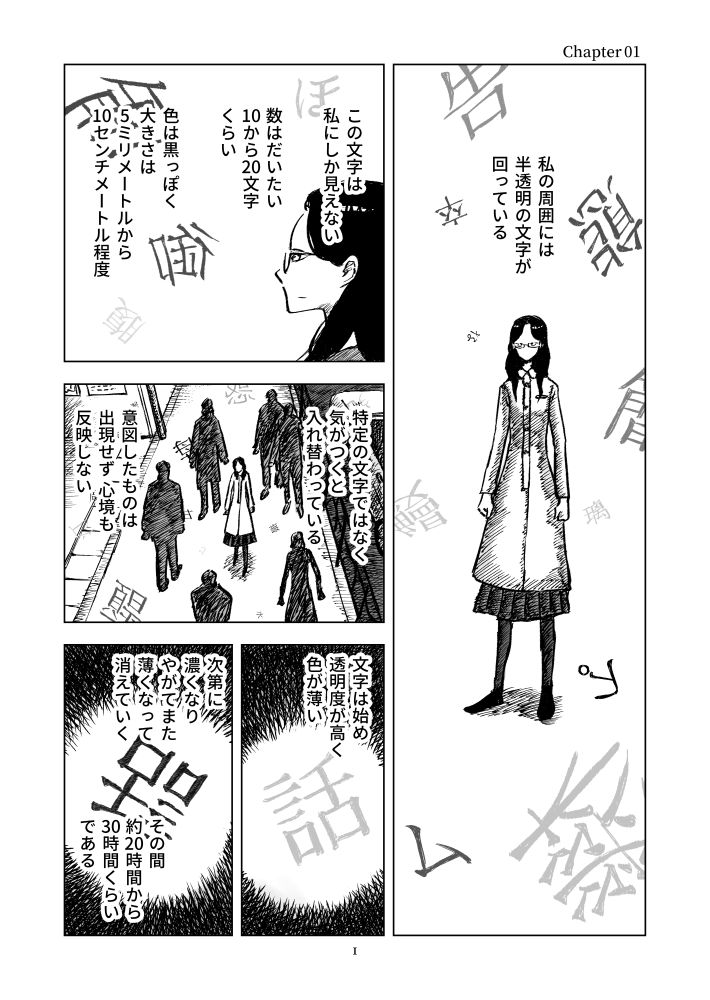 Chapter 01
私の周囲には
半透明の文字が
回っている
告
卒
態
璃
發
ム
この文字は
私にしか見えない
数はだいたい
10から20文字
くらい
色は黒っぽく
大きさは
5ミリメートルから
10センチメートル程度
ほ
特定の文字ではなく
気がつくと
入れ替わっている
意図したものは
出現せず 心境も
反映しない
文字は始め
透明度が高く
色が薄い
話
次第に
濃くなり
やがてまた
薄くなって
消えていく
話
その間
約20時間から
30時間くらい
である
1